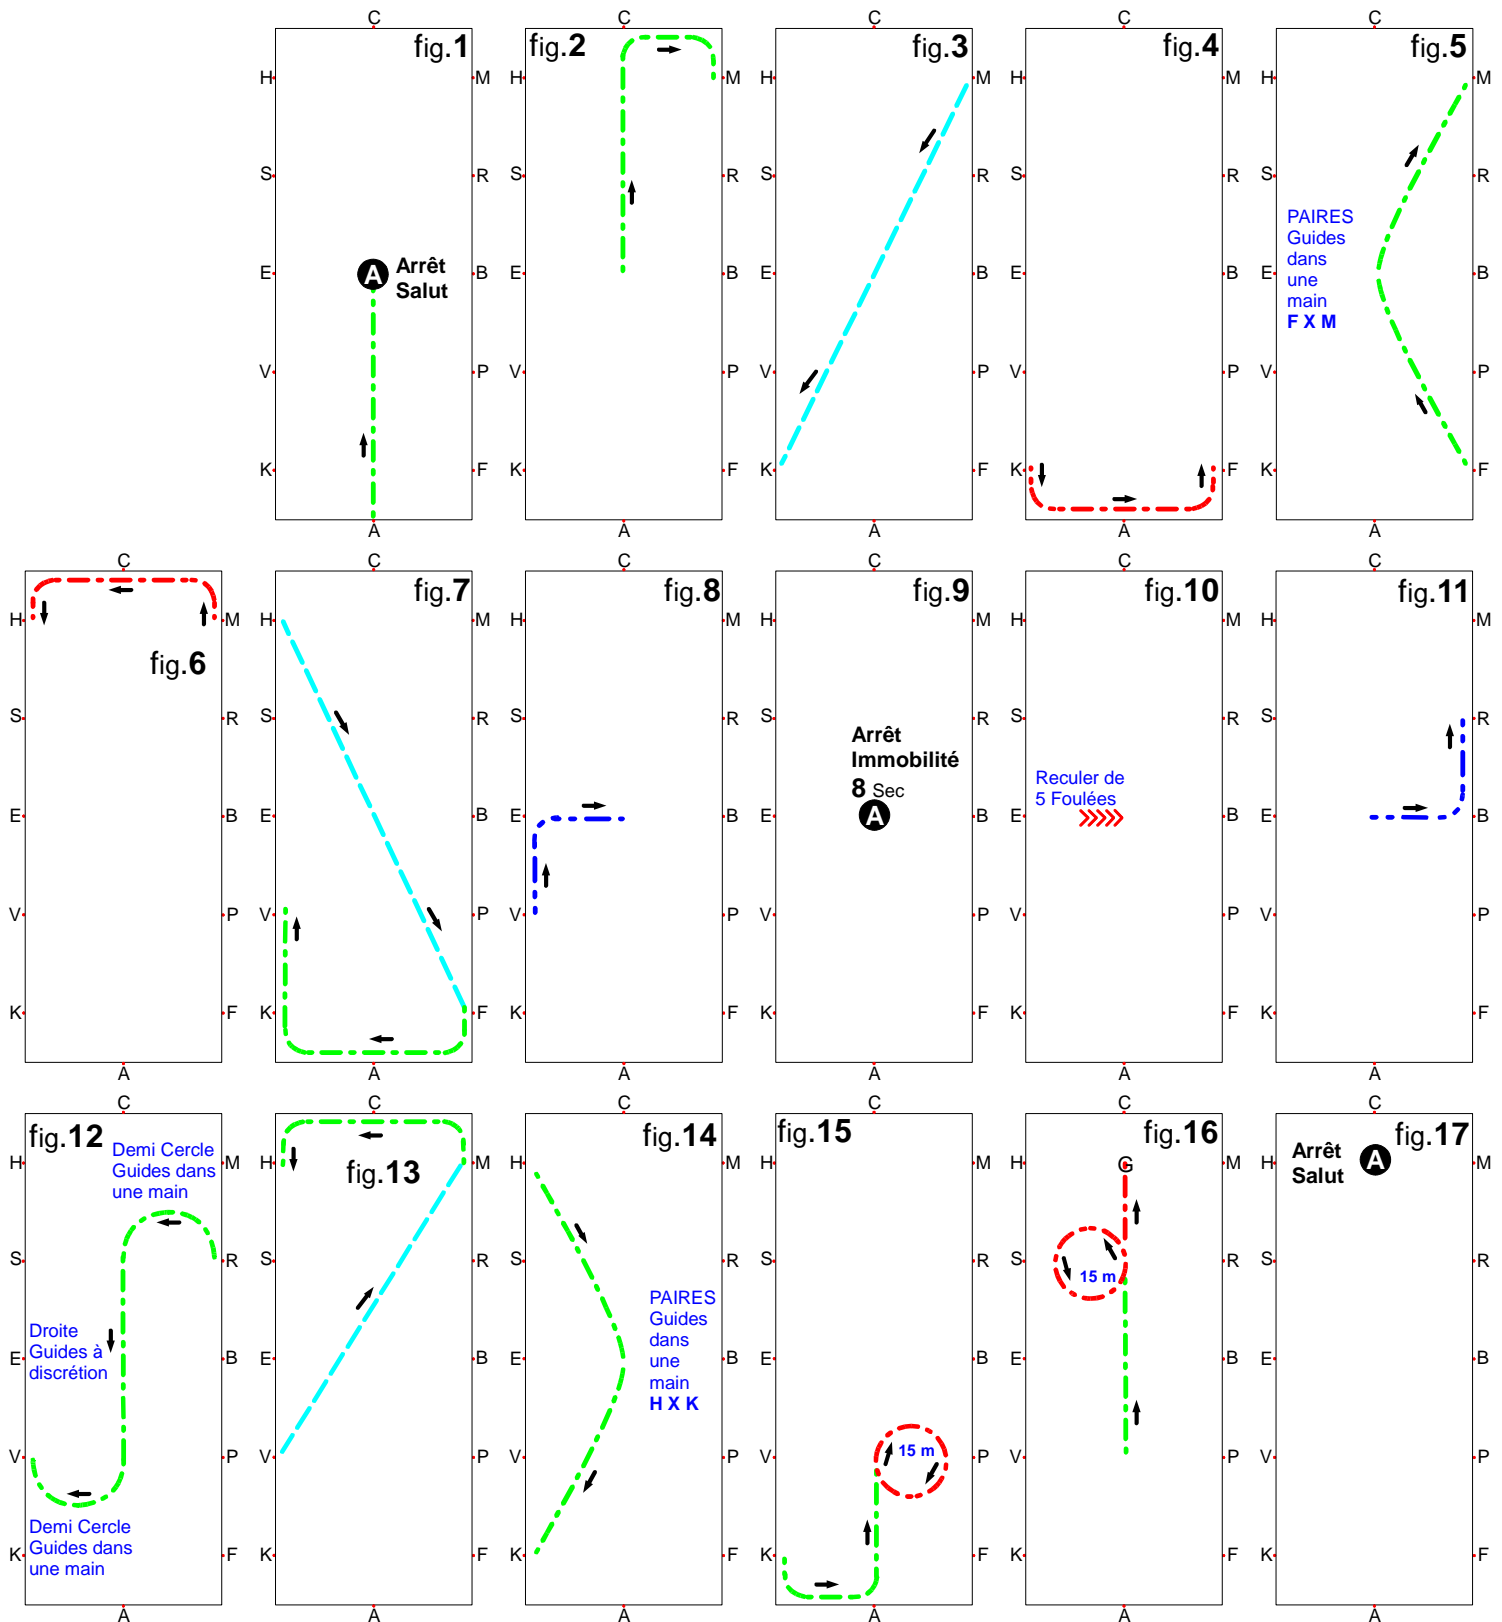 C
fig.1
H
M
S
R
E
A
Arrêt
Salut
B
V
P
K
F
A
C
fig.2
H
M
S
R
E
B
V
P
K
F
A
C
fig.3
H
M
S
R
E
B
V
P
K
F
A
C
fig.4
H
M
S
R
E
B
V
P
K
F
A
C
fig.5
H
M
S
R
PAIRES
Guides
dans
une
main
F X M
E
B
V
P
K
F
A
C
H
M
fig.6
S
R
E
B
V
P
K
F
A
C
fig.7
H
M
S
R
E
B
V
P
K
F
A
C
fig.8
H
M
S
R
E
B
V
P
K
F
A
C
fig.9
H
M
S
R
Arrêt
Immobilité
8 Sec
E
A
B
V
P
K
F
A
C
fig.10
H
M
S
R
Reculer de
5 Foulées
E
B
V
P
K
F
A
C
fig.11
H
M
S
R
E
B
V
P
K
F
A
C
fig.12
Demi Cercle
Guides dans
une main
H
M
S
R
Droite
Guides à
discrétion
E
B
V
P
Demi Cercle
Guides dans
une main
K
F
A
C
H
M
fig.13
S
R
E
B
V
P
K
F
A
C
fig.14
H
M
S
R
PAIRES
Guides
dans
une
main
H X K
E
B
V
P
K
F
A
C
fig.15
H
M
S
R
E
B
15 m
V
P
K
F
A
C
fig.16
H
G
M
S
R
15 m
E
B
V
P
K
F
A
C
fig.17
Arrêt
Salut
A
H
M
S
R
E
B
V
P
K
F
A